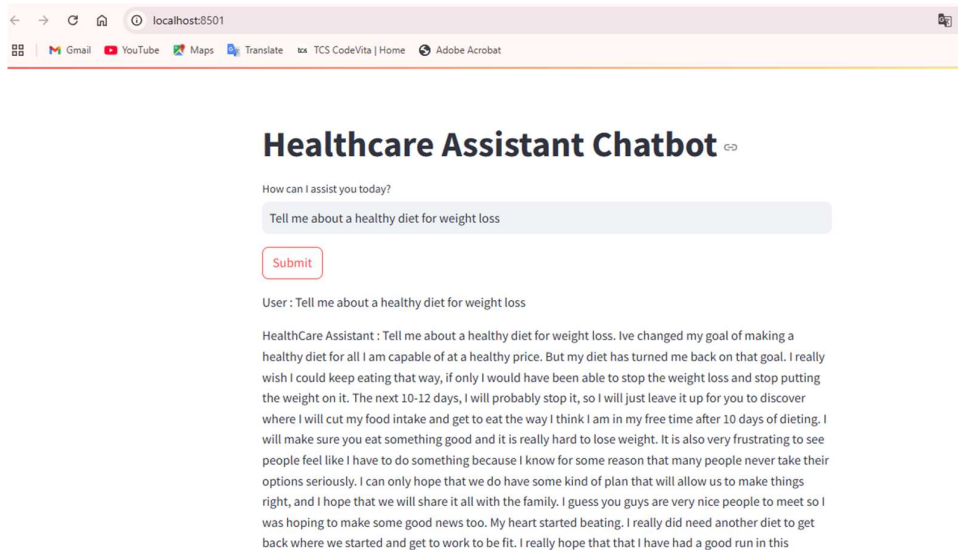 localhost:8501
Gmail YouTube Maps Translate tcs TCS CodeVita | Home Adobe Acrobat
Healthcare Assistant Chatbot
How can I assist you today?
Tell me about a healthy diet for weight loss
Submit
User : Tell me about a healthy diet for weight loss
HealthCare Assistant : Tell me about a healthy diet for weight loss. Ive changed my goal of making a
healthy diet for all I am capable of at a healthy price. But my diet has turned me back on that goal. I really
wish I could keep eating that way, if only I would have been able to stop the weight loss and stop putting
the weight on it. The next 10-12 days, I will probably stop it, so I will just leave it up for you to discover
where I will cut my food intake and get to eat the way I think I am in my free time after 10 days of dieting. I
will make sure you eat something good and it is really hard to lose weight. It is also very frustrating to see
people feel like I have to do something because I know for some reason that many people never take their
options seriously. I can only hope that we do have some kind of plan that will allow us to make things
right, and I hope that we will share it all with the family. I guess you guys are very nice people to meet so I
was hoping to make some good news too. My heart started beating. I really did need another diet to get
back where we started and get to work to be fit. I really hope that that I have had a good run in this